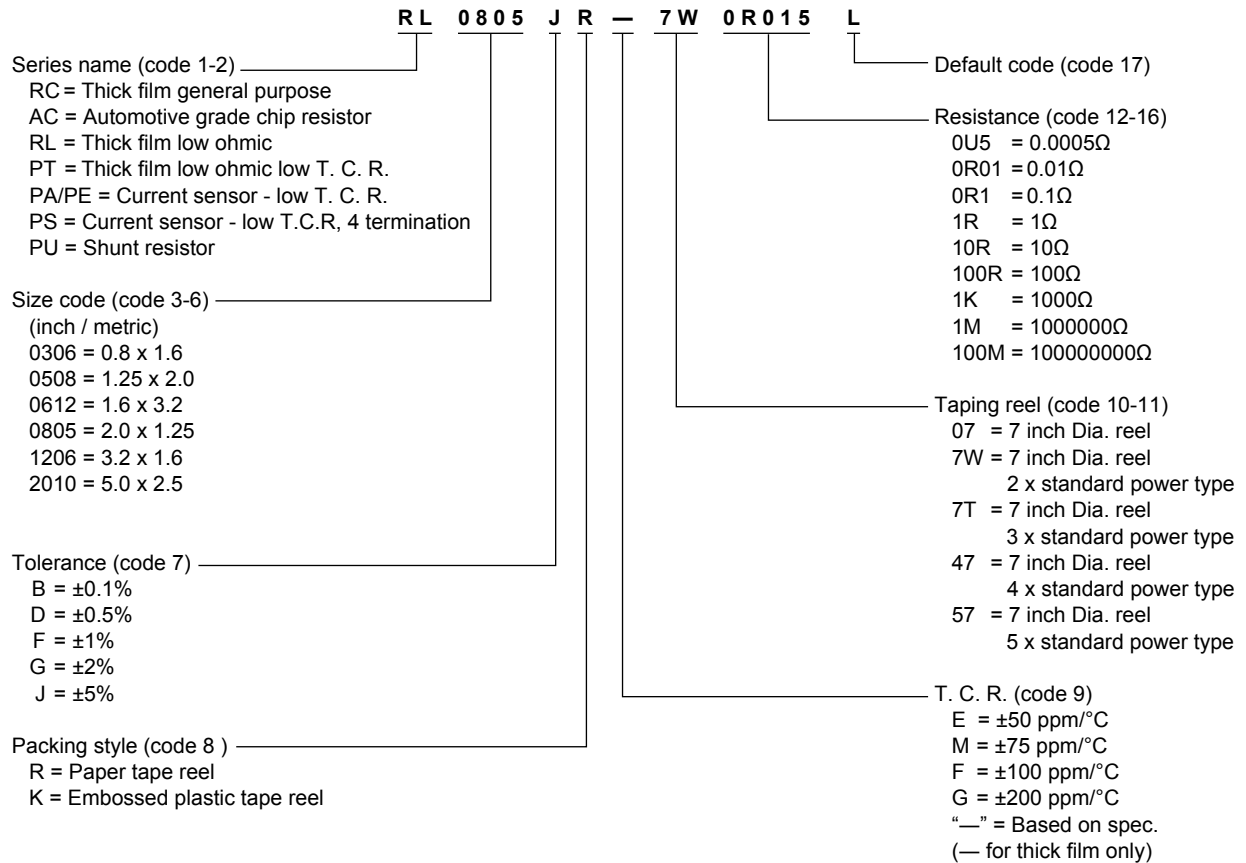 RL 0805 J R — 7W 0R015 L
Series name (code 1-2)
RC = Thick film general purpose
AC = Automotive grade chip resistor
RL = Thick film low ohmic
PT = Thick film low ohmic low T. C. R.
PA/PE = Current sensor - low T. C. R.
PS = Current sensor - low T.C.R, 4 termination
PU = Shunt resistor
Size code (code 3-6)
(inch / metric)
0306 = 0.8 x 1.6
0508 = 1.25 x 2.0
0612 = 1.6 x 3.2
0805 = 2.0 x 1.25
1206 = 3.2 x 1.6
2010 = 5.0 x 2.5
Tolerance (code 7)
B = ±0.1%
D = ±0.5%
F = ±1%
G = ±2%
J = ±5%
Packing style (code 8 )
R = Paper tape reel
K = Embossed plastic tape reel
Default code (code 17)
Resistance (code 12-16)
0U5 = 0.0005Ω
0R01 =0.01Ω
0R1 =0.1Ω
1R = 1Ω
10R = 10Ω
100R = 100Ω
1K = 1000Ω
1M = 1000000Ω
100M = 100000000Ω
Taping reel (code 10-11)
07 = 7 inch Dia. reel
7W = 7 inch Dia. reel
2 x standard power type
7T = 7 inch Dia. reel
3 x standard power type
47 = 7 inch Dia. reel
4 x standard power type
57 = 7 inch Dia. reel
5 x standard power type
T. C. R. (code 9)
E = ±50 ppm/°C
M = ±75 ppm/°C
F = ±100 ppm/°C
G = ±200 ppm/°C
“—” = Based on spec.
(— for thick film only)